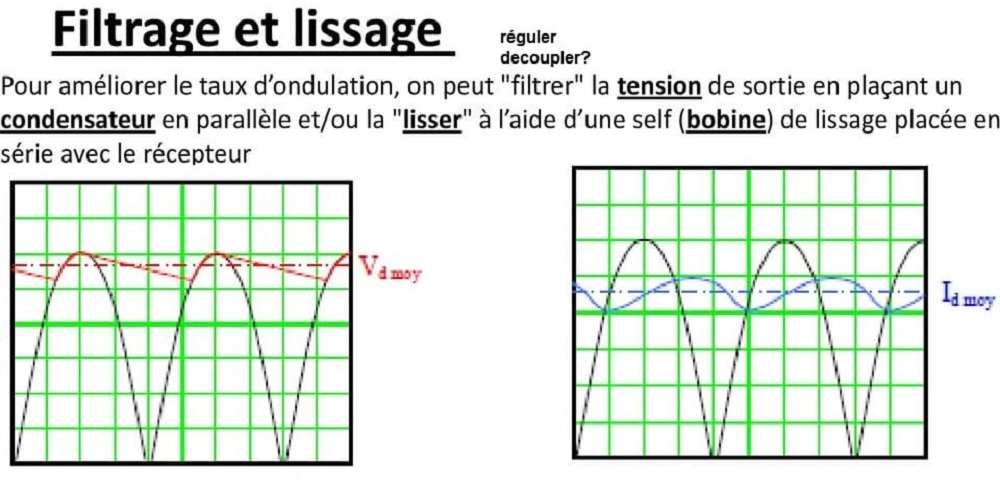 Filtrage et lissage
réguler
decoupler?
Pour améliorer le taux d’ondulation, on peut "filtrer" la tension de sortie en plaçant un
condensateur en parallèle et/ou la "lisser" à l’aide d’une self (bobine) de lissage placée en
série avec le récepteur
Vd moy
Id moy